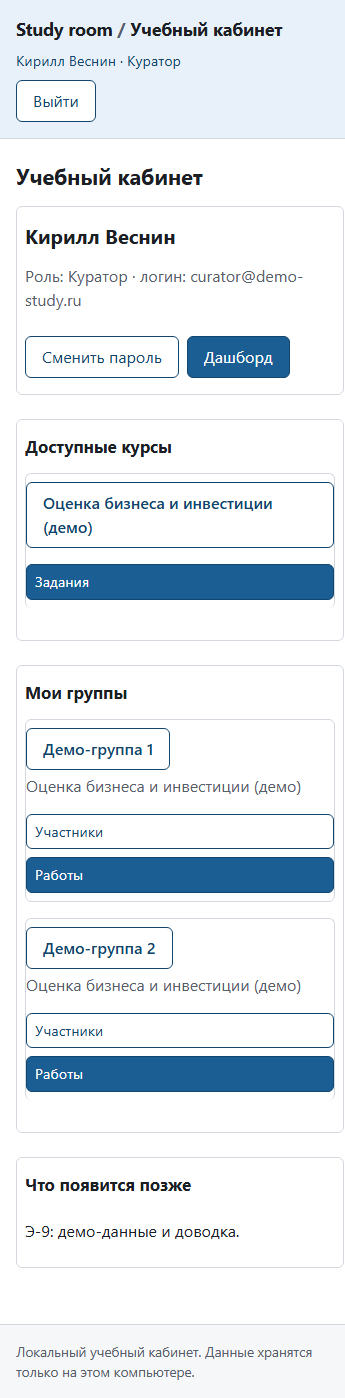 Study room / Учебный кабинет
Кирилл Веснин · Куратор
Выйти
Учебный кабинет
Кирилл Веснин
Роль: Куратор · логин: curator@demo-
study.ru
Сменить пароль
Дашборд
Доступные курсы
Оценка бизнеса и инвестиции
(демо)
Задания
Мои группы
Демо-группа 1
Оценка бизнеса и инвестиции (демо)
Участники
Работы
Демо-группа 2
Оценка бизнеса и инвестиции (демо)
Участники
Работы
Что появится позже
Э-9: демо-данные и доводка.
Локальный учебный кабинет. Данные хранятся
только на этом компьютере.